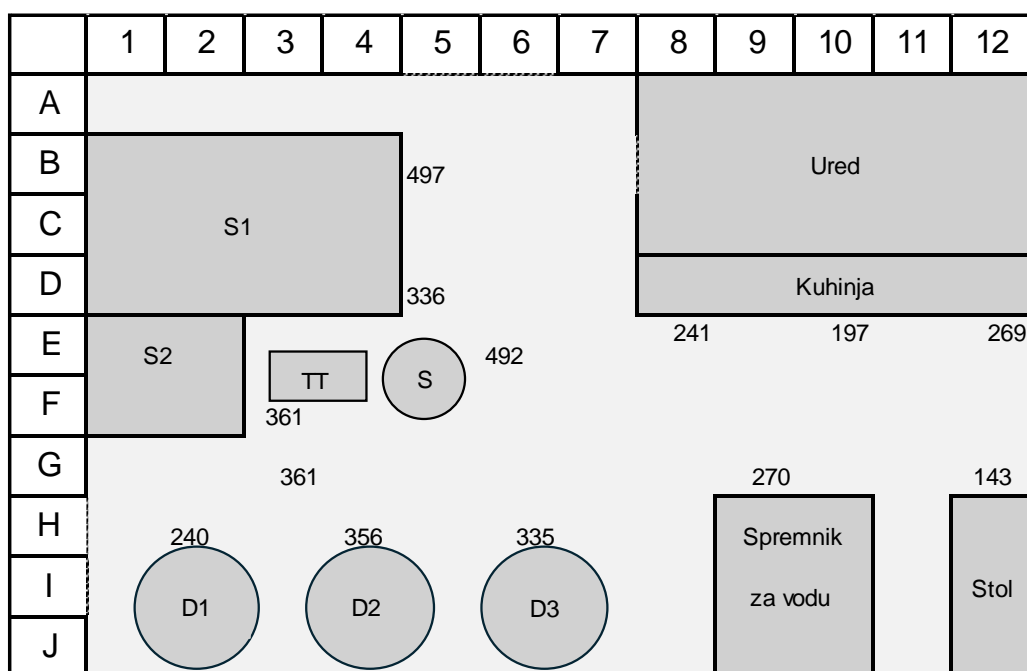 1 2 3 4 5 6 7 8 9 10 11 12
A
B 497 Ured
C S1
D 336 Kuhinja
E S2 492 241 197 269
TT S
F 361
G 361 270 143
H 240 356 335 Spremnik
I D1 D2 D3 za vodu Stol
J